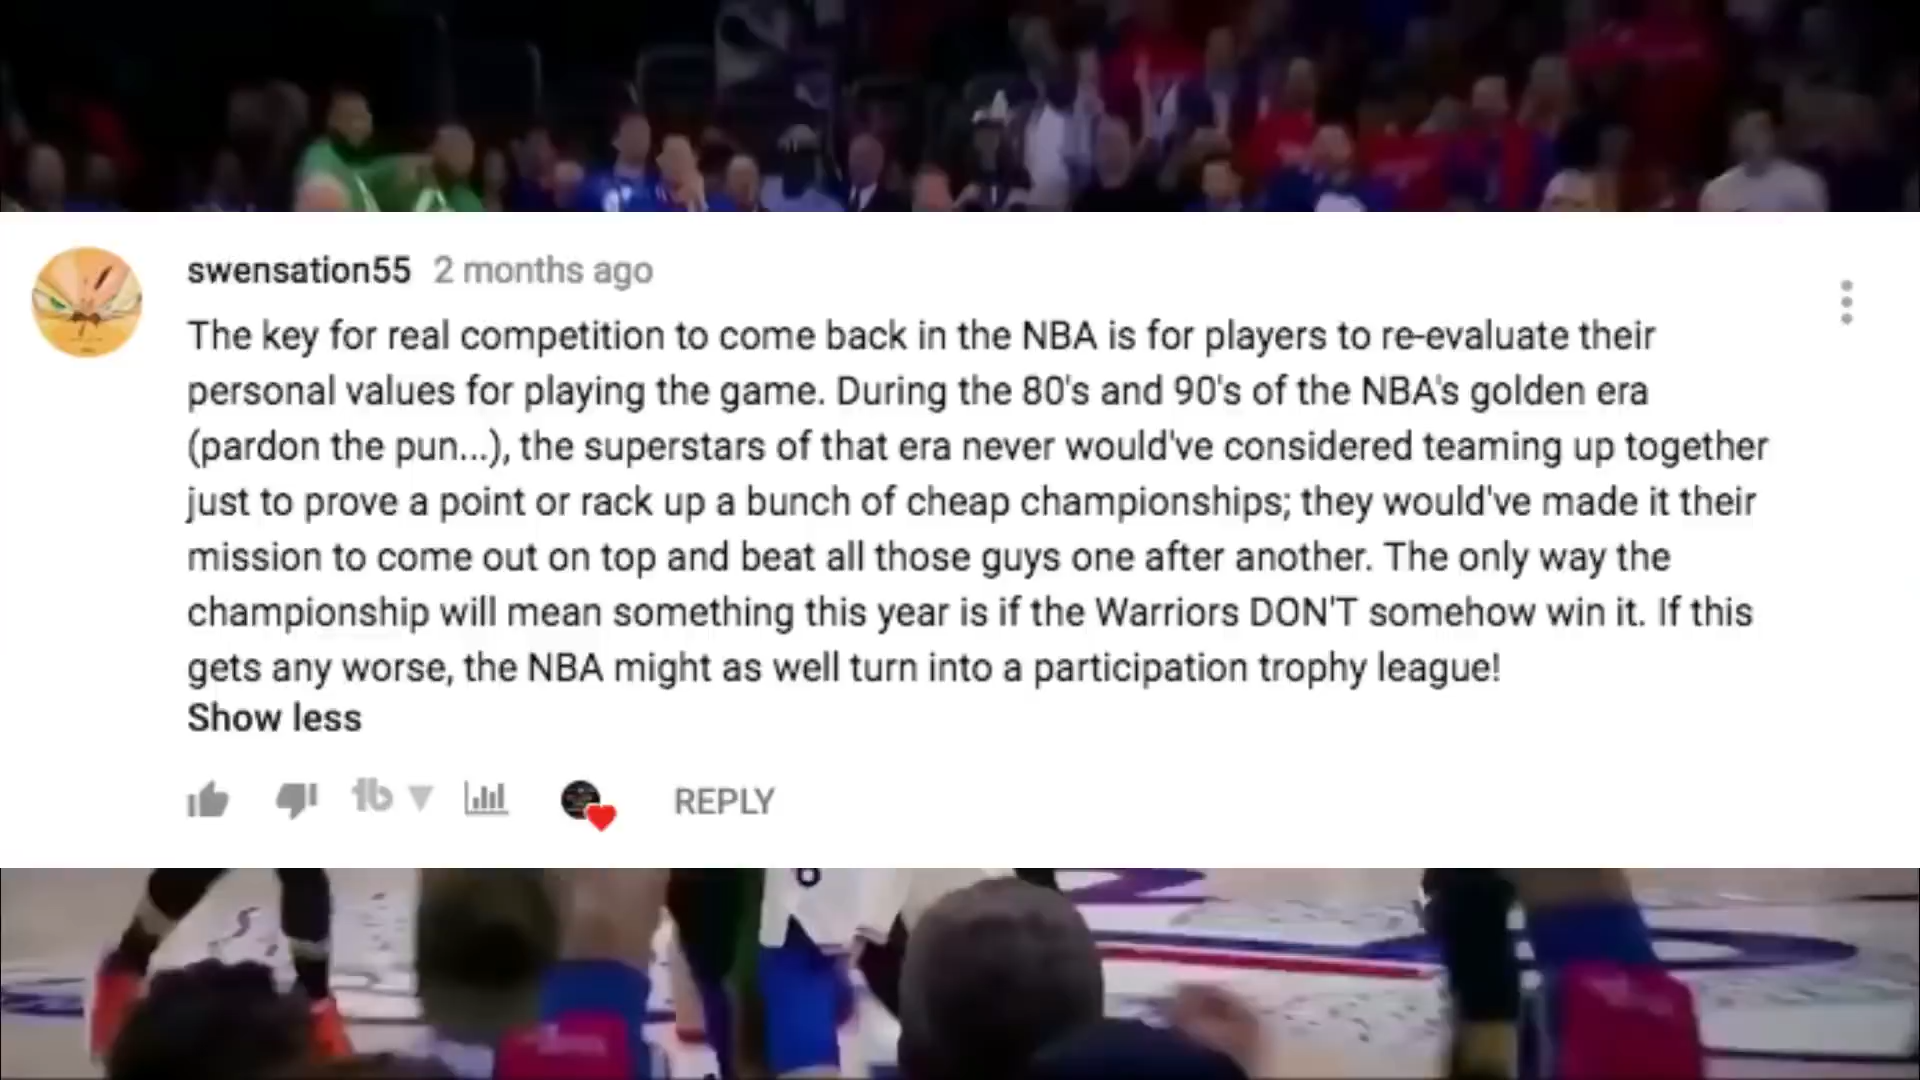 swensation55 2 months ago
The key for real competition to come back in the NBA is for players to re-evaluate their
personal values for playing the game. During the 80's and 90's of the NBA's golden era
(pardon the pun...), the superstars of that era never would've considered teaming up together
just to prove a point or rack up a bunch of cheap championships; they would've made it their
mission to come out on top and beat all those guys one after another. The only way the
championship will mean something this year is if the Warriors DON'T somehow win it. If this
gets any worse, the NBA might as well turn into a participation trophy league!
Show less
REPLY